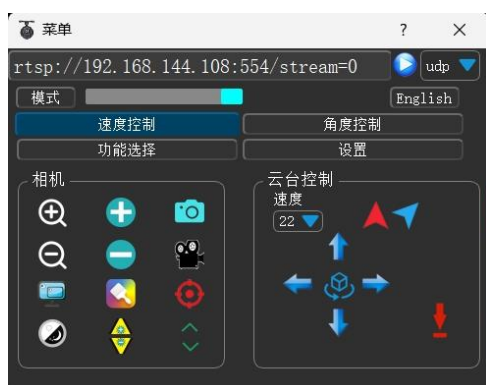 菜单
rtsp://192.168.144.108:554/stream=0 udp
模式 English
速度控制 角度控制
功能选择 设置
相机 云台控制
速度
22